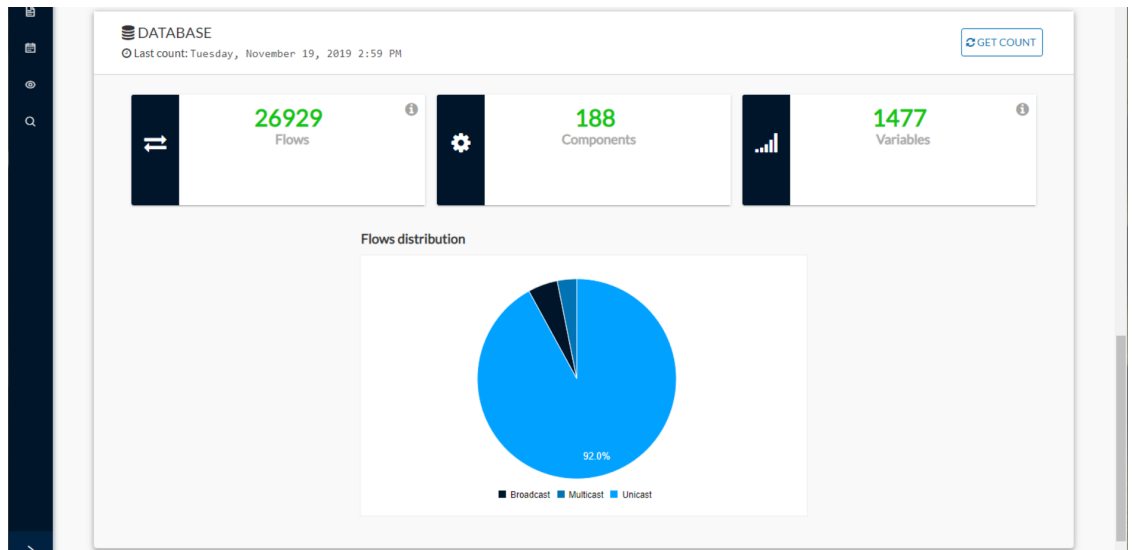 DATABASE
Last count: Tuesday, November 19, 2019 2:59 PM
GET COUNT
26929
Flows
188
Components
1477
Variables
Flows distribution
92.0%
Broadcast Multicast Unicast